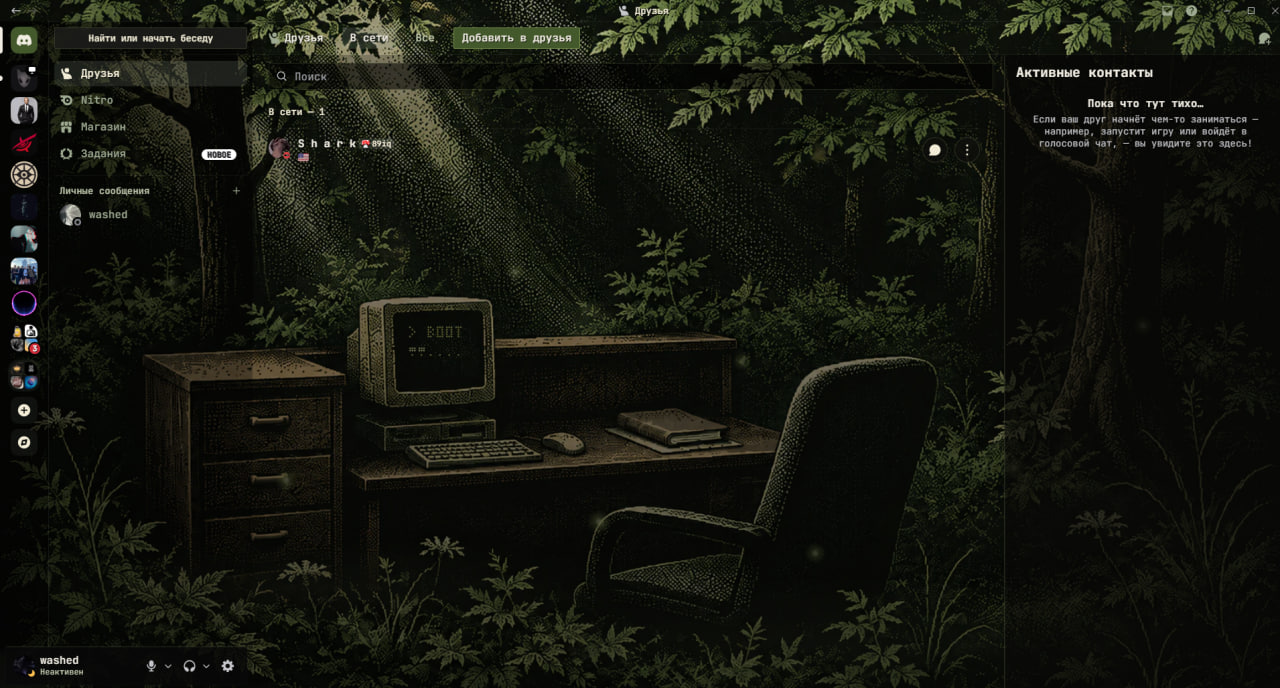 Друзья
Найти или начать беседу
Друзья
Nitro
Магазин
Задания
НОВОЕ
Личные сообщения
washed
Друзья
В сети
Все
Добавить в друзья
Поиск
В сети — 1
S h a r k 89iq
Активные контакты
Пока что тут тихо…
Если ваш друг начнёт чем-то заниматься —
например, запустит игру или войдёт в
голосовой чат, — вы увидите это здесь!
> BOOT
3
washed
Неактивен